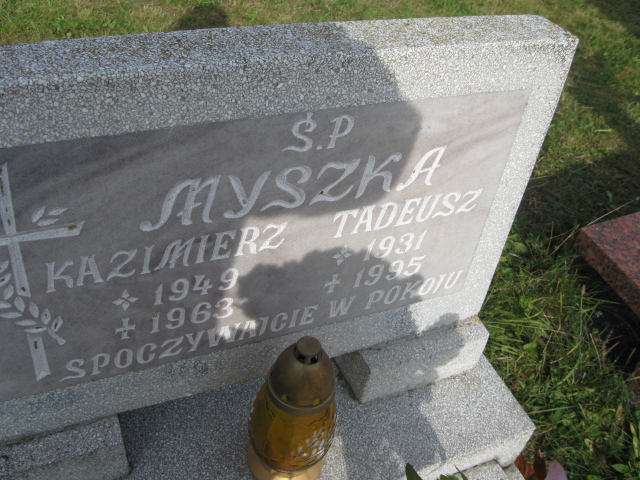 Ś.P
MYSZKA
KAZIMIERZ TADEUSZ
1949 1931
1963 1995
SPOCZYWAJCIE W POKOJU